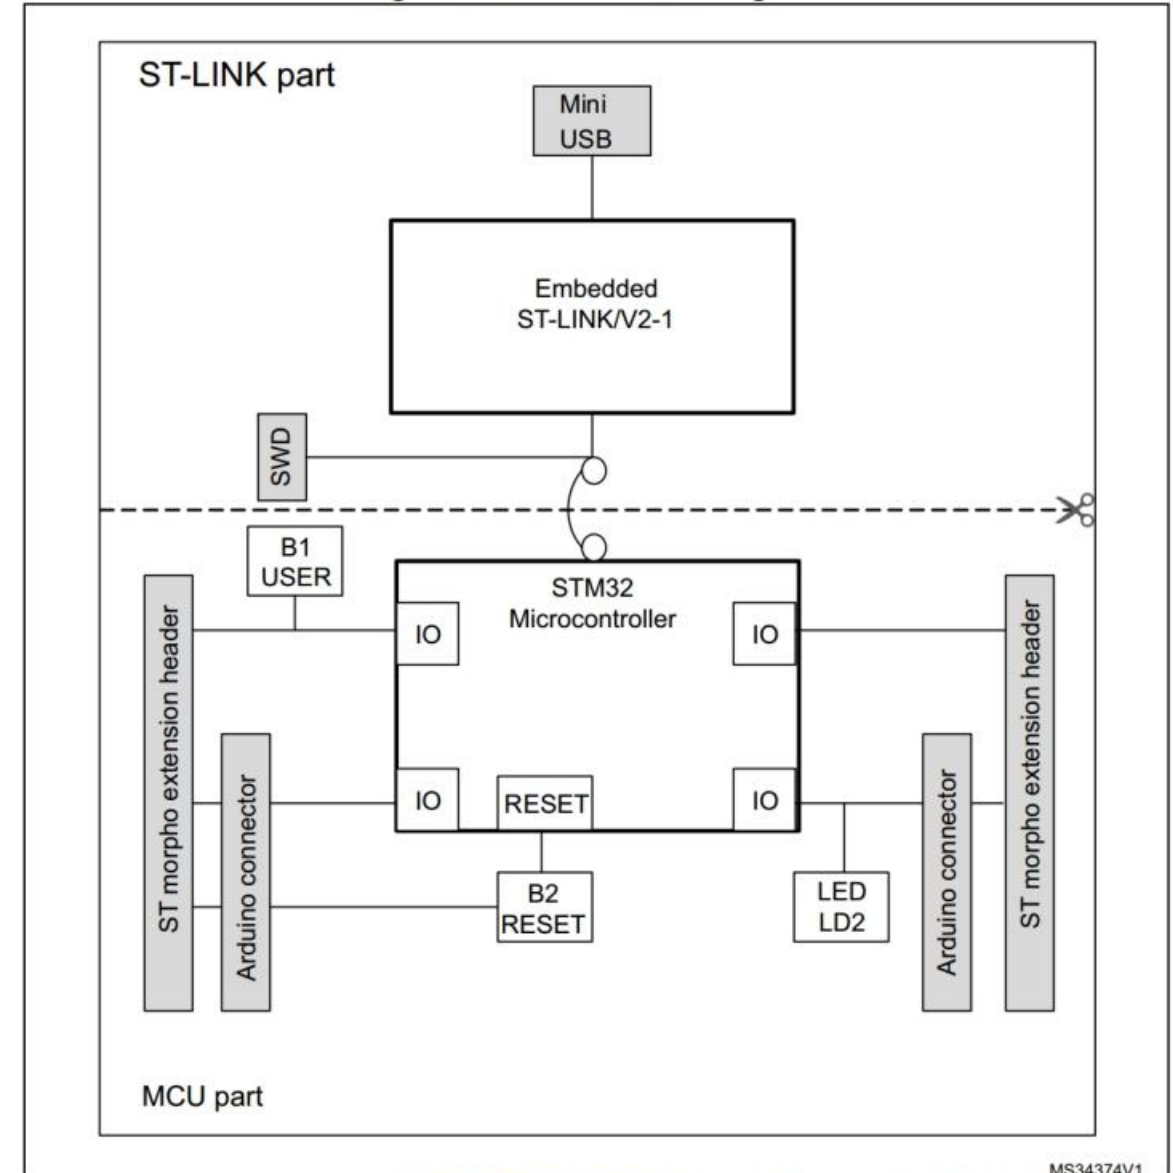 ST-LINK part
Mini
USB
Embedded
ST-LINK/V2-1
SWD
B1
USER
STM32
Microcontroller
IO
IO
ST morpho extension header
ST morpho extension header
Arduino connector
IO
RESET
IO
Arduino connector
B2
RESET
LED
LD2
MCU part
MS34374V1